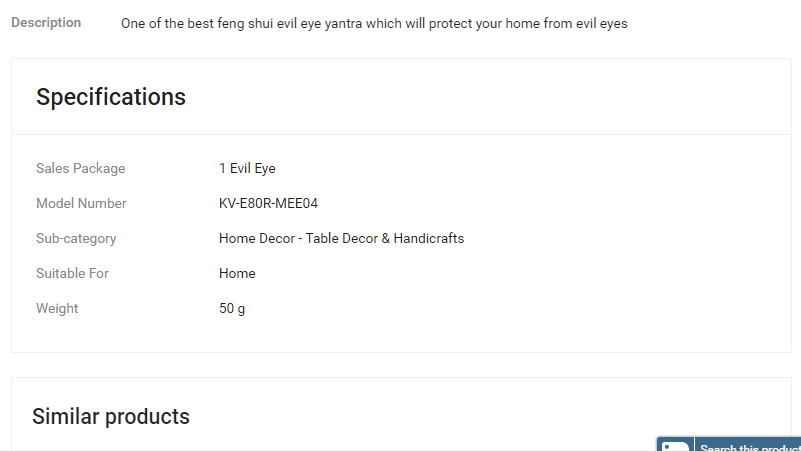 Description One of the best feng shui evil eye yantra which will protect your home from evil eyes
Specifications
Sales Package 1 Evil Eye
Model Number KV-E80R-MEE04
Sub-category Home Decor - Table Decor & Handicrafts
Suitable For Home
Weight 50 g
Similar products
Search this product